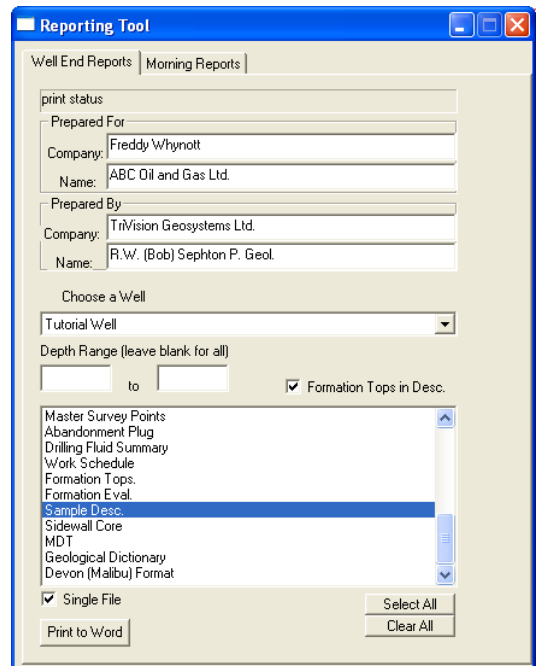 Reporting Tool
Well End Reports Morning Reports
print status
Prepared For
Company: Freddy Whynott
Name: ABC Oil and Gas Ltd.
Prepared By
Company: TriVision Geosystems Ltd.
Name: R.W. (Bob) Sephton P. Geol.
Choose a Well
Tutorial Well
Depth Range (leave blank for all)
to Formation Tops in Desc.
Master Survey Points
Abandonment Plug
Drilling Fluid Summary
Work Schedule
Formation Tops.
Formation Eval.
Sample Desc.
Sidewall Core
MDT
Geological Dictionary
Devon (Malibu) Format
Single File Select All
Print to Word Clear All